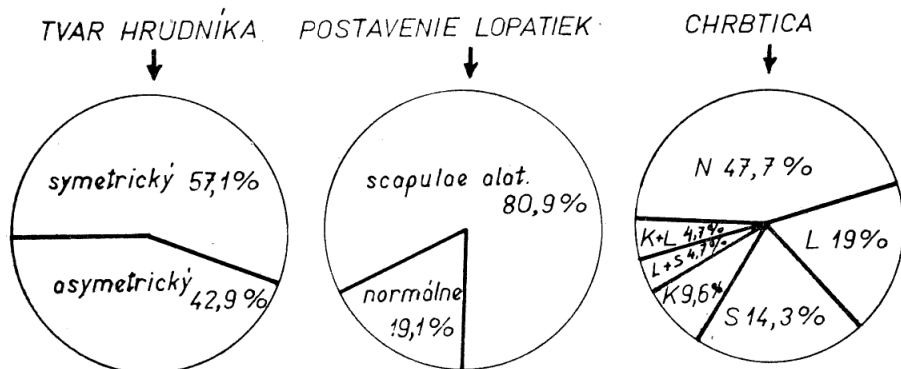 TVAR HRUDNÍKA
symetrický 57,1%
asymetrický
42,9%
POSTAVENIE LOPATIEK
scapulae alat.
80,9%
normálne
19,1%
CHRBTICA
N 47,7%
L 19%
S 14,3%
K 9,6%
L+S 4,7%
K+L 4,7%